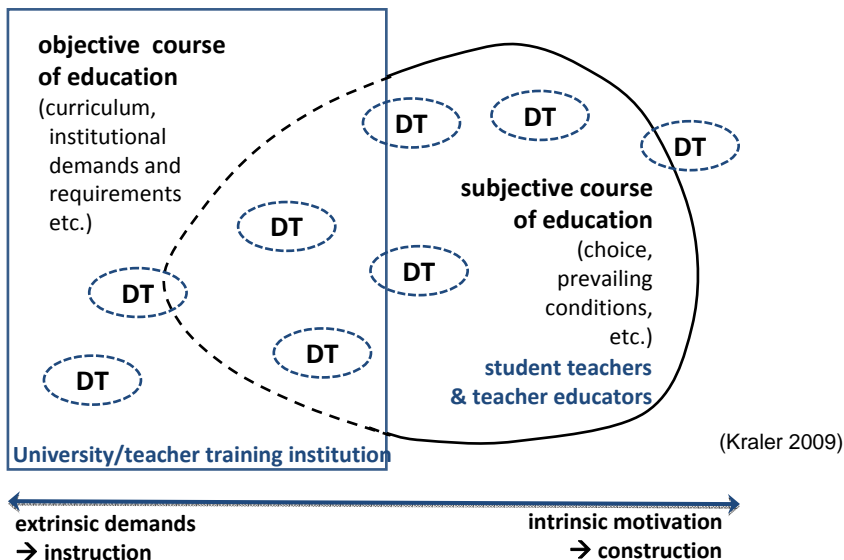 objective course
of education
(curriculum,
institutional
demands and
requirements
etc.)
DT
DT
DT
subjective course
of education
(choice,
prevailing
conditions,
etc.)
student teachers
& teacher educators
DT
DT
DT
DT
DT
University/teacher training institution
(Kraler 2009)
extrinsic demands
→ instruction
intrinsic motivation
→ construction